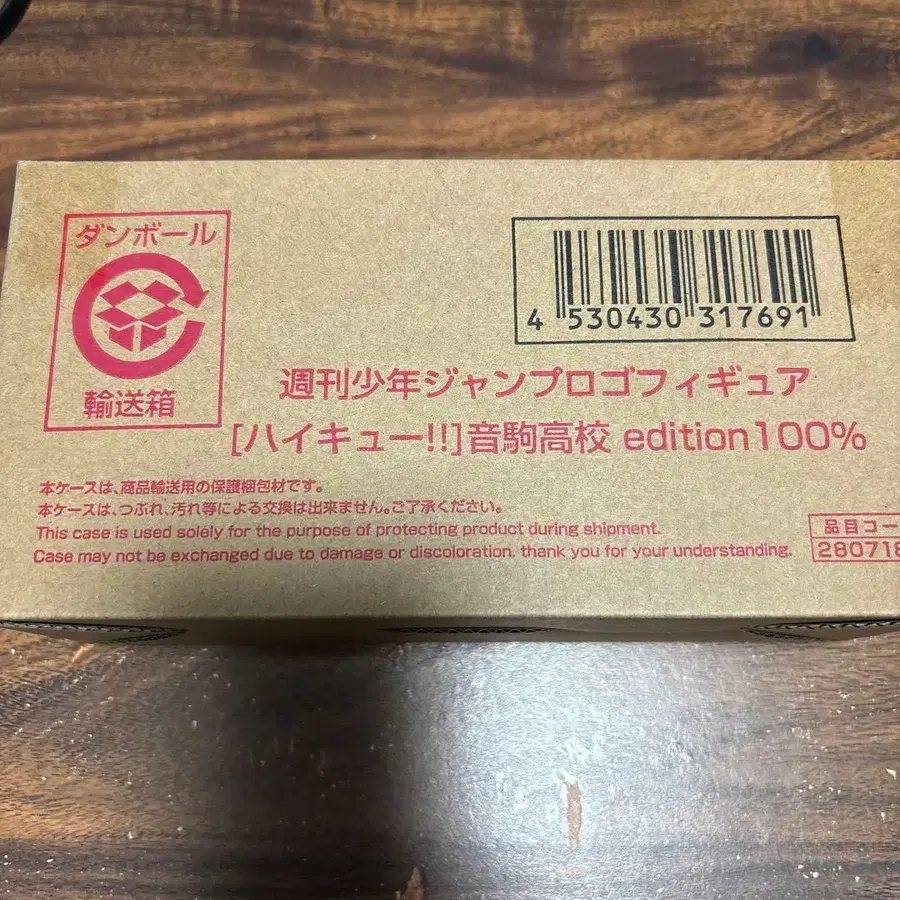 ダンボール
輸送箱
4 530430 317691
週刊少年ジャンプロゴフィギュア
[ハイキュー!!]音駒高校 edition100%
本ケースは、商品輸送用の保護梱包材です。
本ケースは、つぶれ、汚れ等による交換は出来ません。ご了承ください。
This case is used solely for the purpose of protecting product during shipment.
Case may not be exchanged due to damage or discoloration. thank you for your understanding.
品目コー
280718